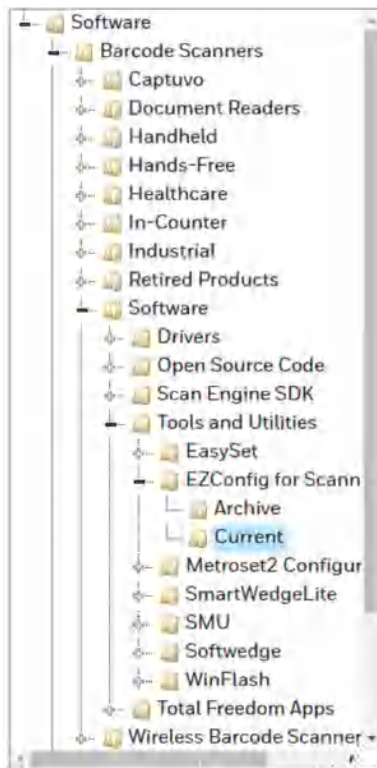 Software
Barcode Scanners
Captuvo
Document Readers
Handheld
Hands-Free
Healthcare
In-Counter
Industrial
Retired Products
Software
Drivers
Open Source Code
Scan Engine SDK
Tools and Utilities
EasySet
EZConfig for Scann
Archive
Current
Metroset2 Configur
SmartWedgeLite
SMU
Softwedge
WinFlash
Total Freedom Apps
Wireless Barcode Scanner